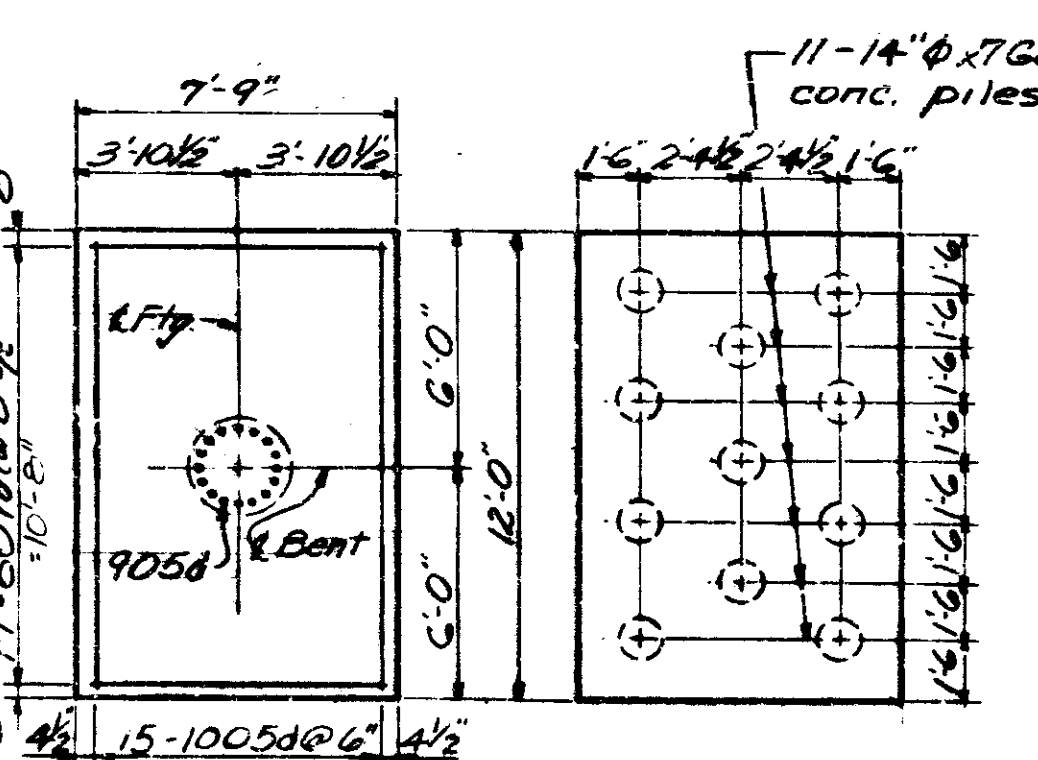 11-14"φ x 7Ga
conc. piles
7'-9"
3'-10½" 3'-10½"
1'-6" 2'-4½" 2'-4½" 1'-6"
℄ Ftg.
6'-0"
12'-0"
=10'-8"
905d
℄ Bent
6'-0"
1'-6
1'-6
1'-6
1'-6
1'-6
1'-6
1'-6
1'-6
4½" 15-1005d@6" 4½"